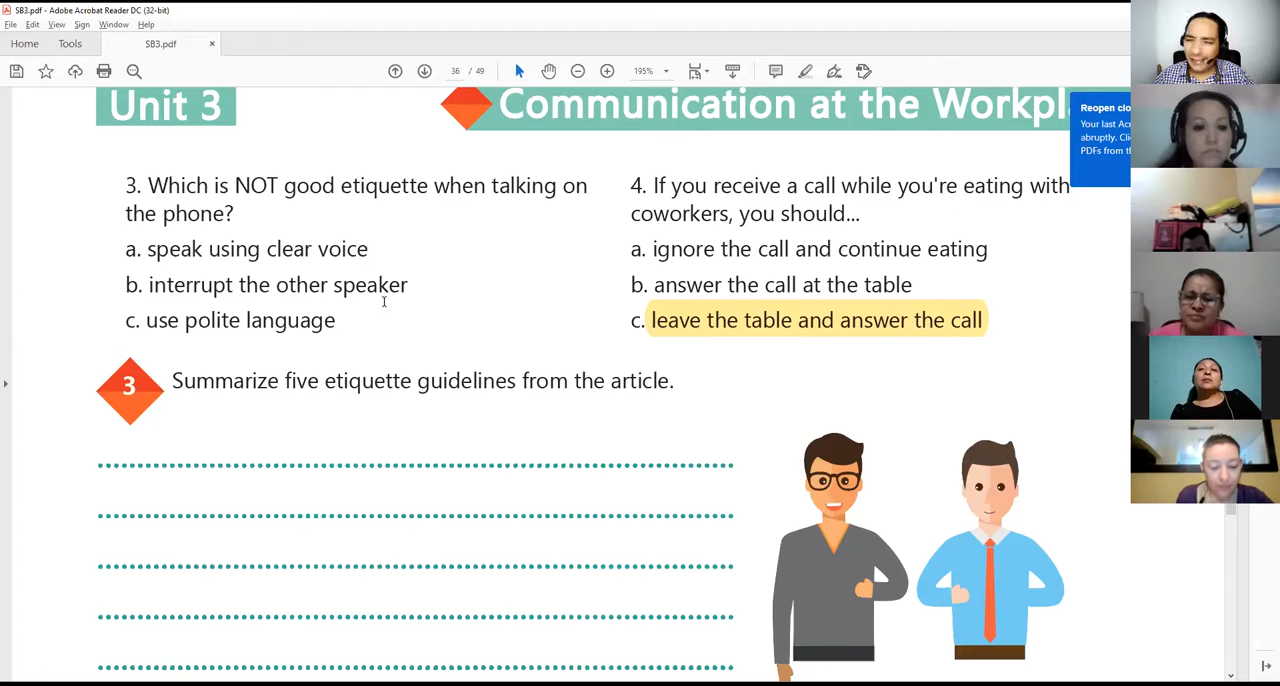 SB3.pdf - Adobe Acrobat Reader DC (32-bit)
File Edit View Sign Window Help
Home Tools SB3.pdf ×
36 / 49 195%
Unit 3 Communication at the Workpl
Reopen clo
Your last Acr
abruptly. Cli
PDFs from th
3. Which is NOT good etiquette when talking on
the phone?
a. speak using clear voice
b. interrupt the other speaker
c. use polite language
4. If you receive a call while you're eating with
coworkers, you should...
a. ignore the call and continue eating
b. answer the call at the table
c. leave the table and answer the call
3 Summarize five etiquette guidelines from the article.